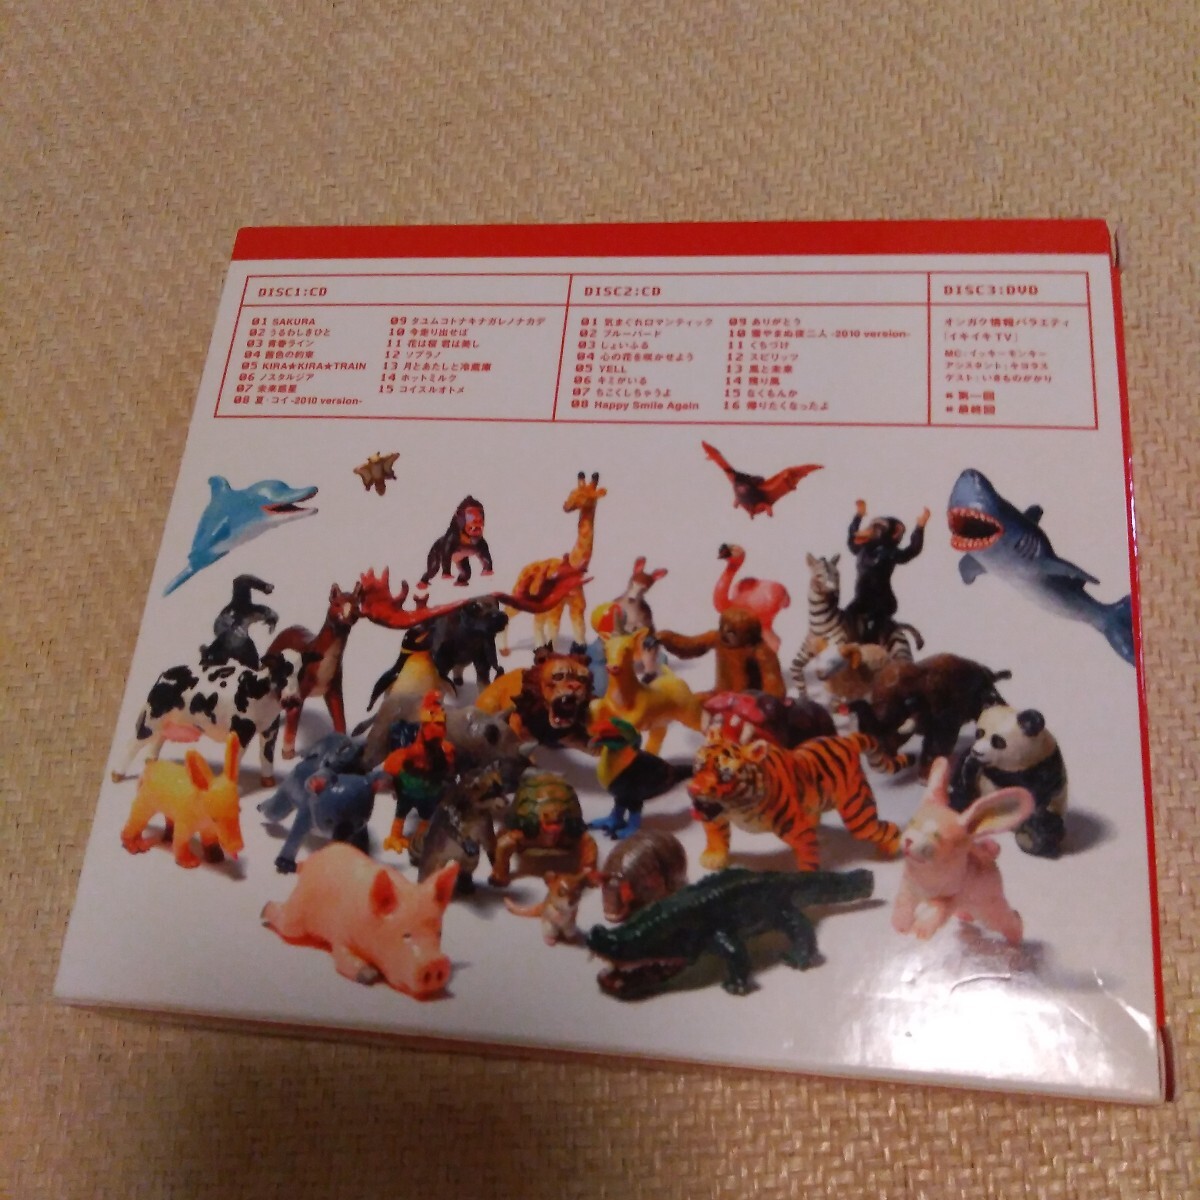 DISC1:CD
01 SAKURA
02 うるわしきひと
03 青春ライン
04 茜色の約束
05 KIRA★KIRA★TRAIN
06 ノスタルジア
07 未来惑星
08 夏・コイ -2010 version-
09 タユムコトナキナガレノナカデ
10 今走り出せば
11 花は桜 君は美し
12 ソプラノ
13 月とあたしと冷蔵庫
14 ホットミルク
15 コイスルオトメ
DISC2:CD
01 気まぐれロマンティック
02 ブルーバード
03 じょいふる
04 心の花を咲かせよう
05 YELL
06 キミがいる
07 ちこくしちゃうよ
08 Happy Smile Again
09 ありがとう
10 夢やまぬ夜二人 -2010 version-
11 くちづけ
12 スピリッツ
13 風と未来
14 残り風
15 なくもんか
16 帰りたくなったよ
DISC3:DVD
オンガク情報バラエティ
「イキイキTV」
MC:イッキーモンキー
アシスタント:キヨラス
ゲスト:いきものがかり
第一回
最終回